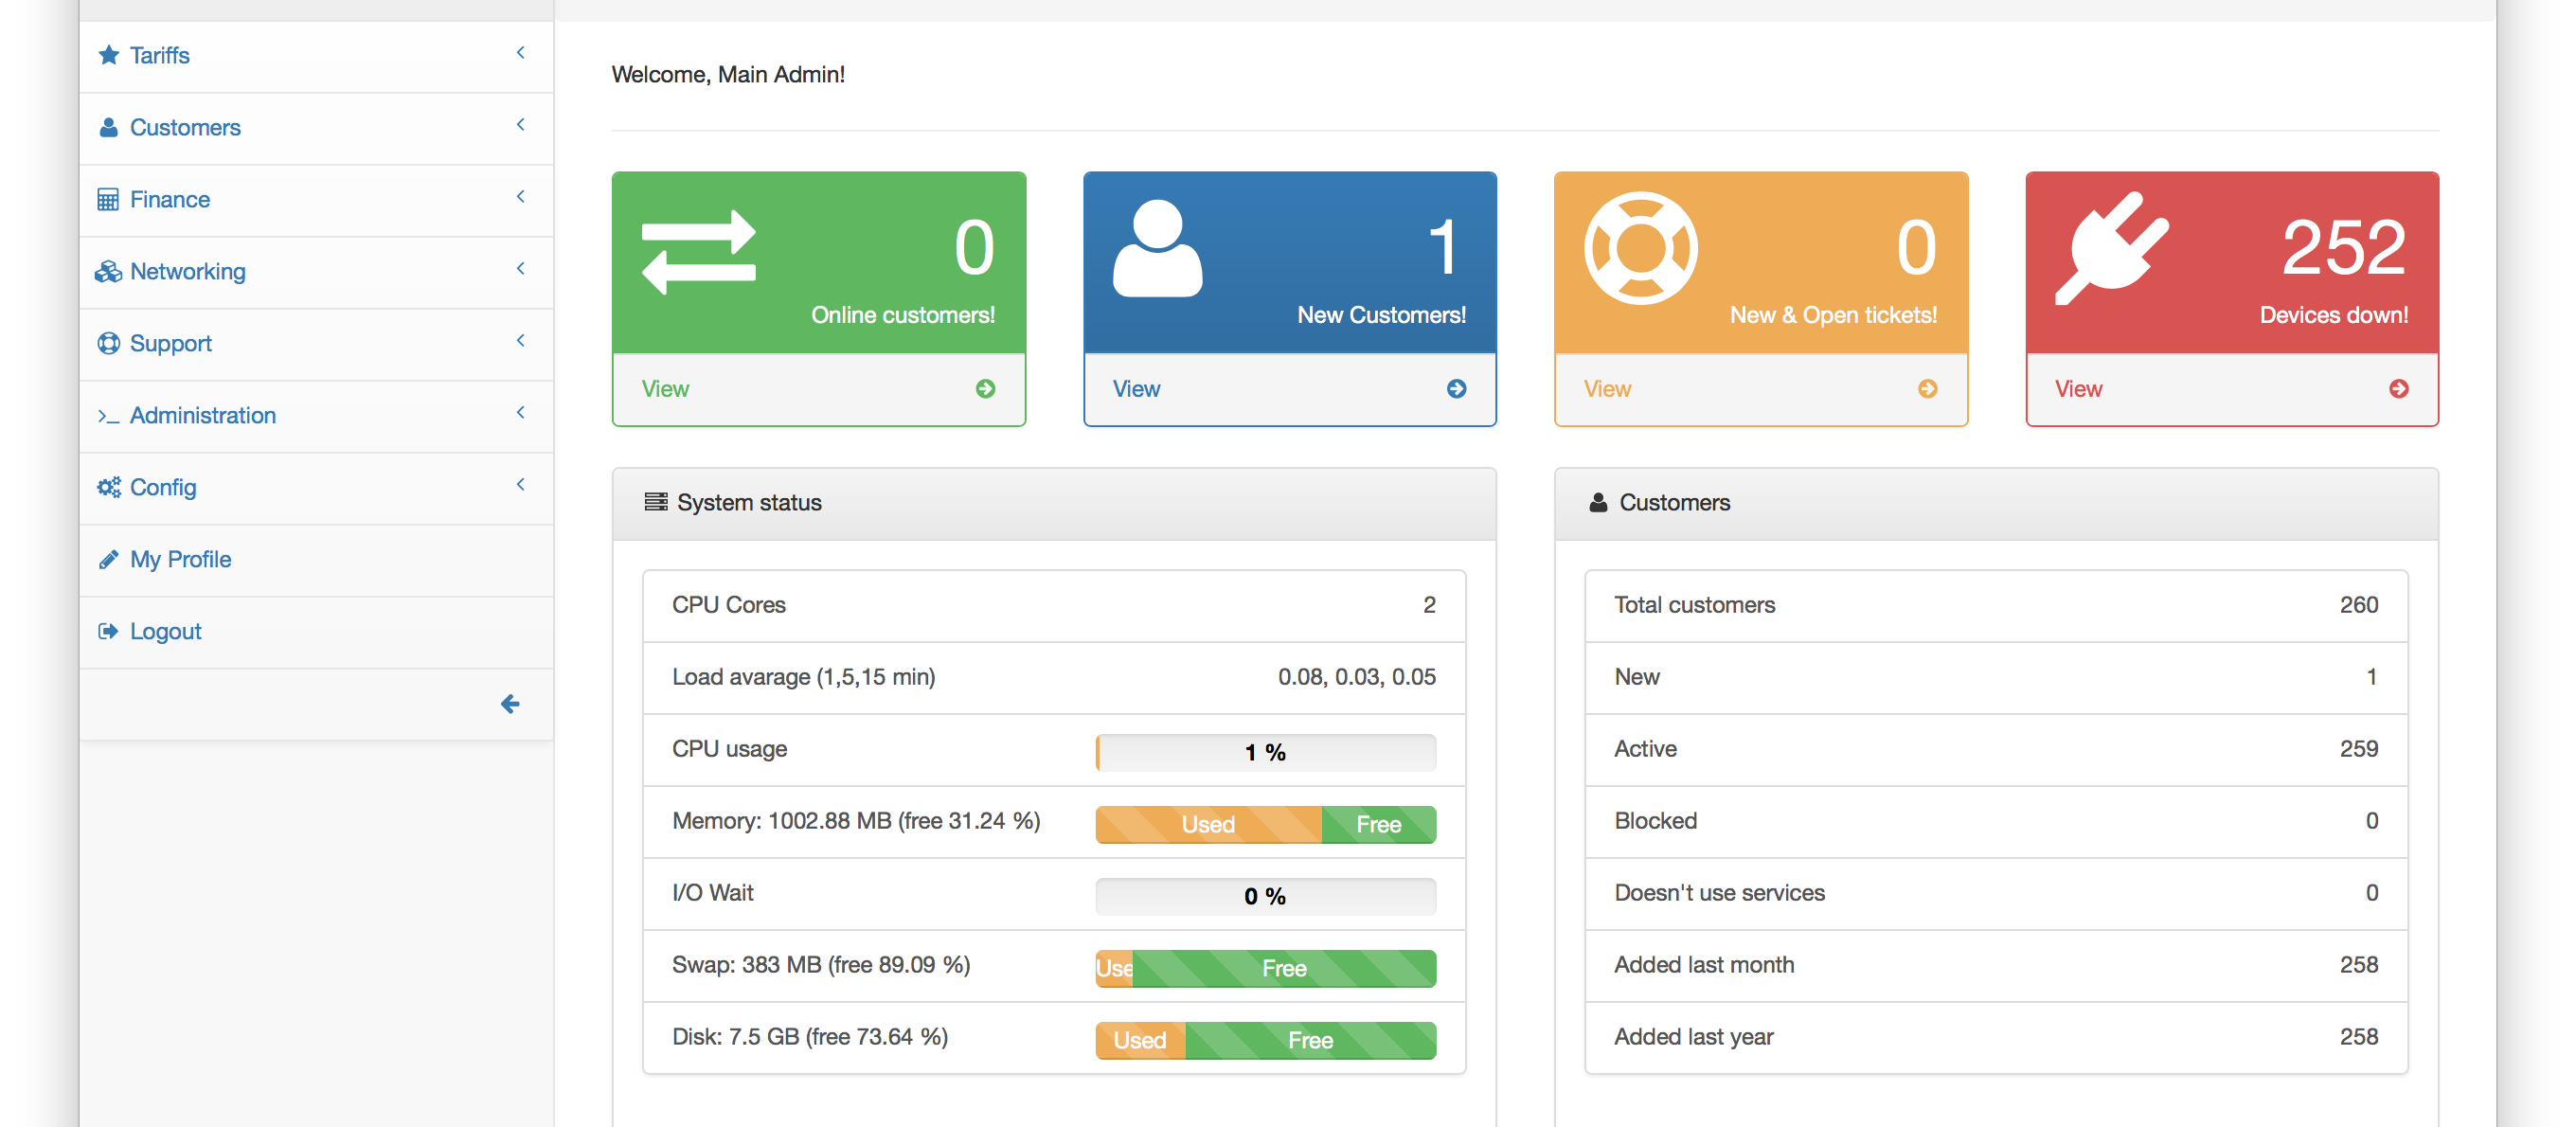 Tariffs
Customers
Finance
Networking
Support
Administration
Config
My Profile
Logout
Welcome, Main Admin!
0
Online customers!
View
1
New Customers!
View
0
New & Open tickets!
View
252
Devices down!
View
System status
CPU Cores 2
Load avarage (1,5,15 min) 0.08, 0.03, 0.05
CPU usage 1 %
Memory: 1002.88 MB (free 31.24 %) Used Free
I/O Wait 0 %
Swap: 383 MB (free 89.09 %) Use Free
Disk: 7.5 GB (free 73.64 %) Used Free
Customers
Total customers 260
New 1
Active 259
Blocked 0
Doesn't use services 0
Added last month 258
Added last year 258